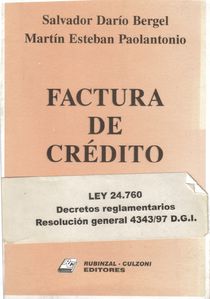 Salvador Darío Bergel
Martín Esteban Paolantonio
FACTURA
DE
CRÉDITO
LEY 24.760
Decretos reglamentarios
Resolución general 4343/97 D.G.I.
RUBINZAL - CULZONI
EDITORES